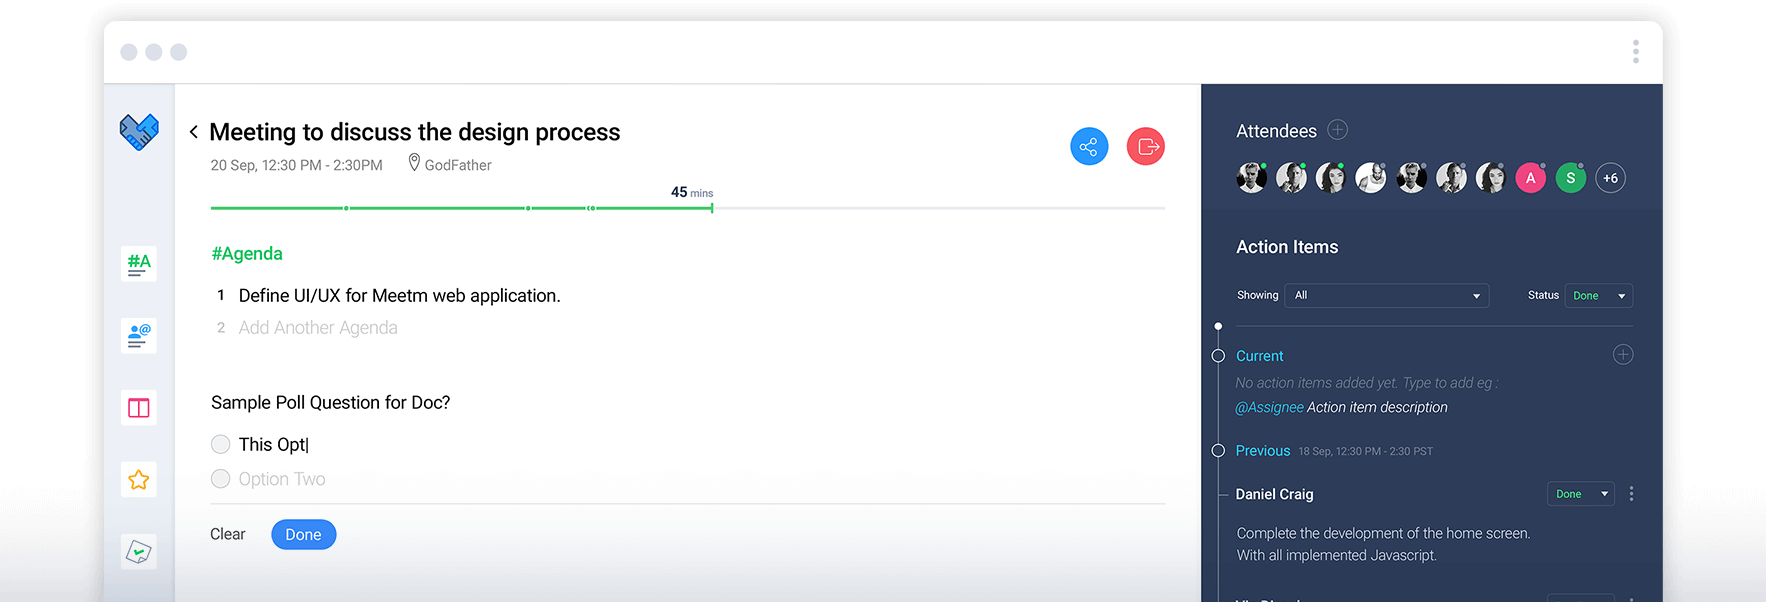 Meeting to discuss the design process
20 Sep, 12:30 PM - 2:30PM
GodFather
45 mins
#Agenda
1 Define UI/UX for Meetm web application.
2 Add Another Agenda
Sample Poll Question for Doc?
This Opt
Option Two
Clear
Done
#A
@
Attendees
A
S
+6
Action Items
Showing
All
Status
Done
Current
No action items added yet. Type to add eg :
@Assignee Action item description
Previous 18 Sep, 12:30 PM - 2:30 PST
Daniel Craig
Done
Complete the development of the home screen.
With all implemented Javascript.